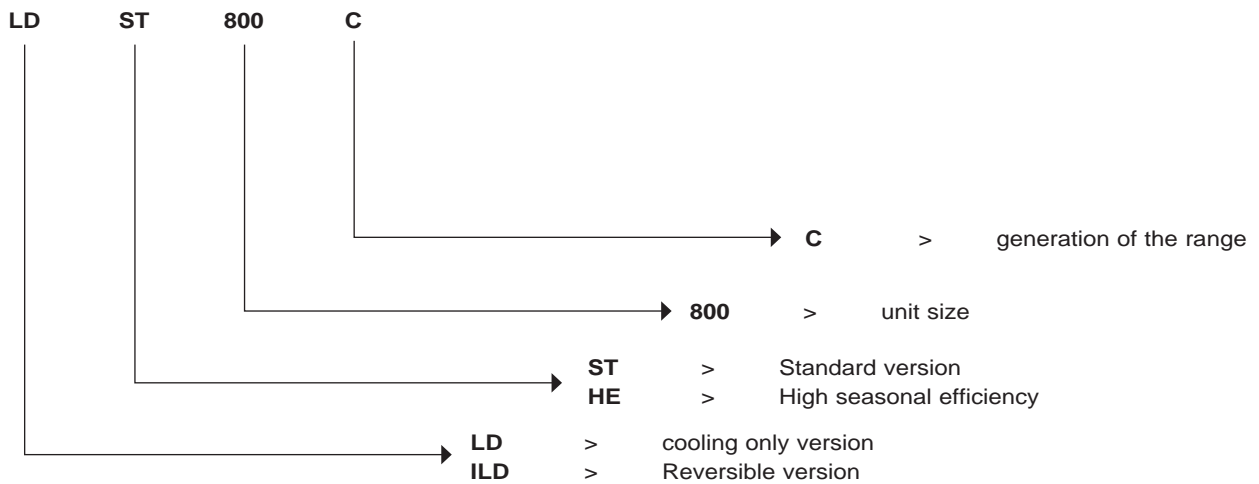 LD ST 800 C
C > generation of the range
800 > unit size
ST > Standard version
HE > High seasonal efficiency
LD > cooling only version
ILD > Reversible version